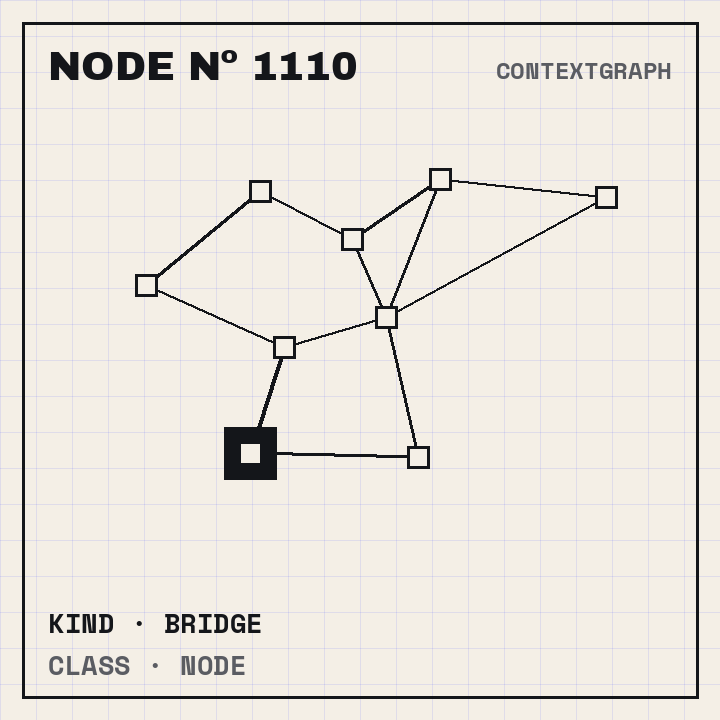 NODE Nº 1110
CONTEXTGRAPH
KIND · BRIDGE
CLASS · NODE